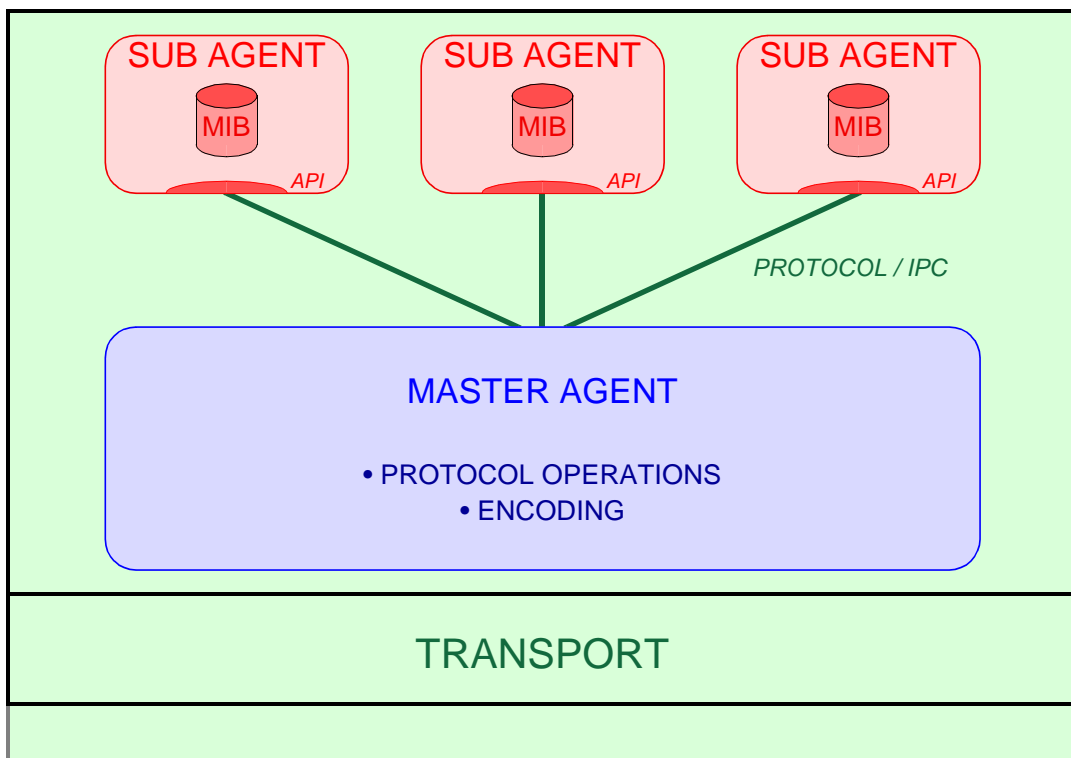 SUB AGENT
SUB AGENT
SUB AGENT
MIB
MIB
MIB
API
API
API
PROTOCOL / IPC
MASTER AGENT
• PROTOCOL OPERATIONS
• ENCODING
TRANSPORT